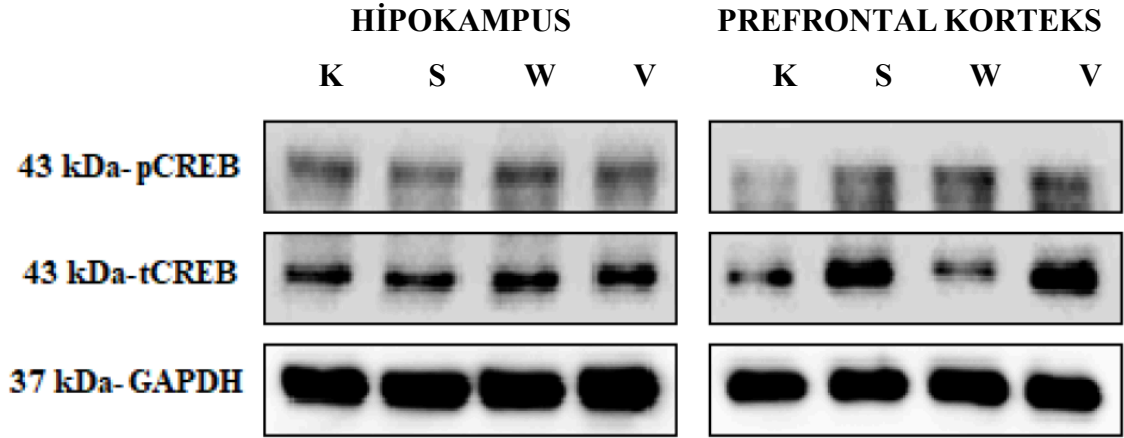 HİPOKAMPUS PREFRONTAL KORTEKS
K S W V K S W V
43 kDa- pCREB
43 kDa-tCREB
37 kDa- GAPDH